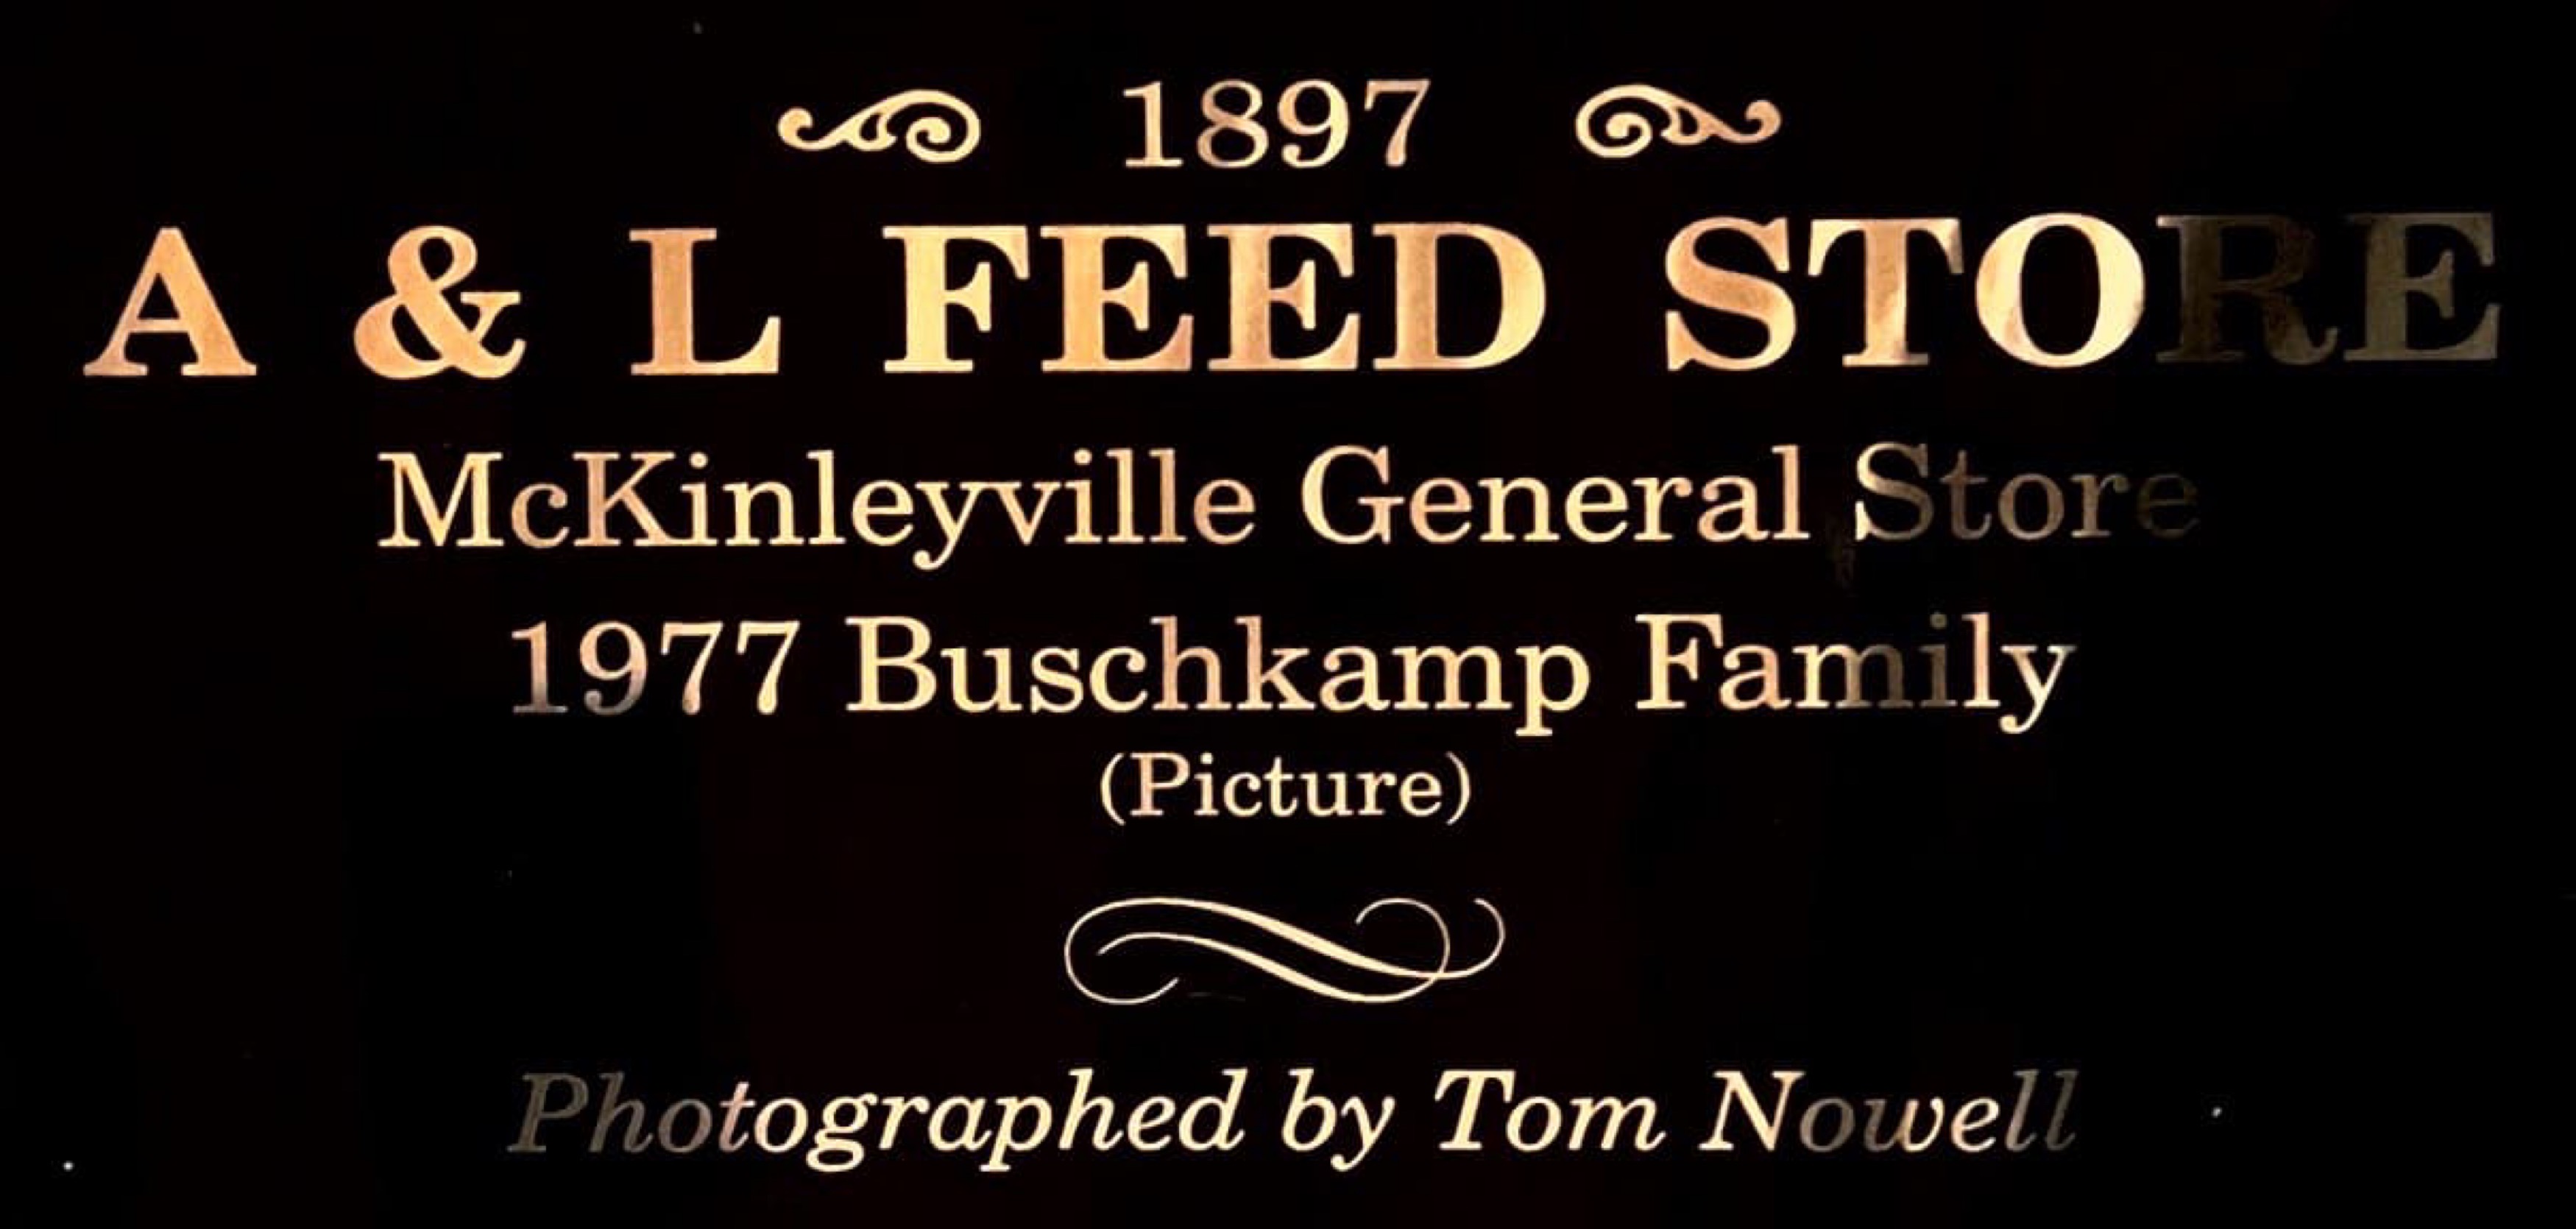 1897
A & L FEED STORE
McKinleyville General Store
1977 Buschkamp Family
(Picture)
Photographed by Tom Nowell